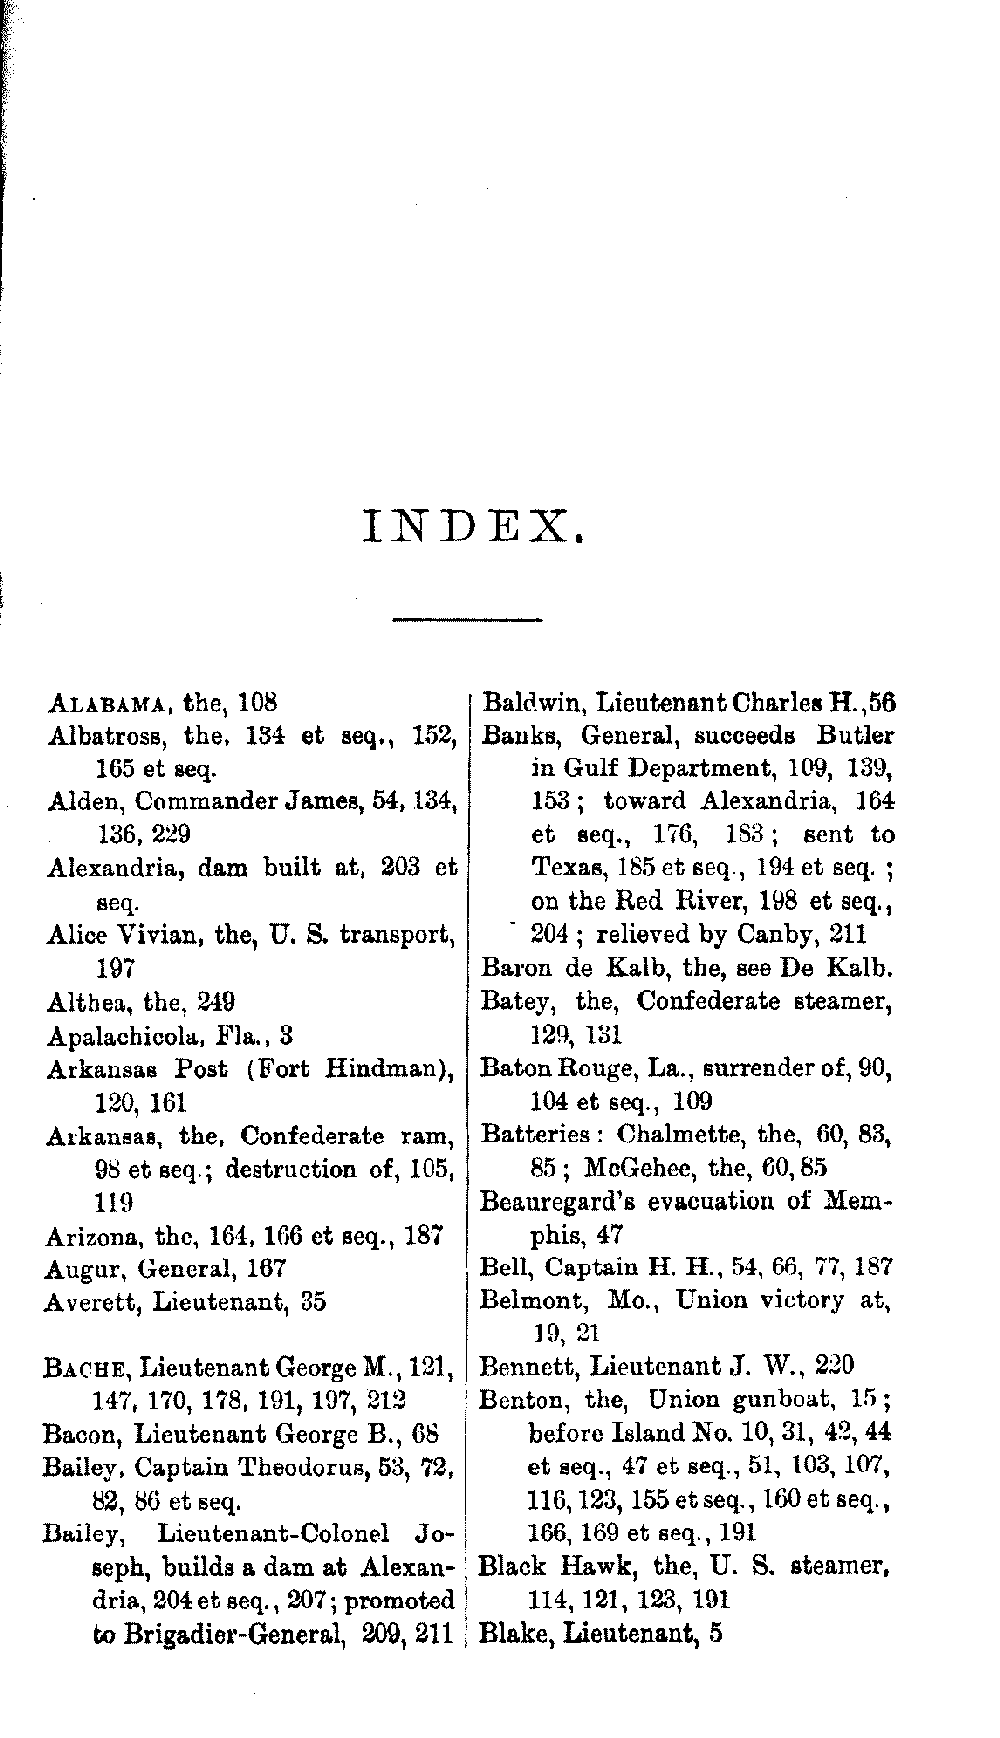 INDEX.
ALABAMA, the, 108
Albatross, the, 134 et seq., 152,
165 et seq.
Alden, Commander James, 54, 134,
136, 229
Alexandria, dam built at, 203 et
seq.
Alice Vivian, the, U. S. transport,
197
Althea, the, 249
Apalachicola, Fla., 3
Arkansas Post (Fort Hindman),
120, 161
Arkansas, the, Confederate ram,
98 et seq.; destruction of, 105,
119
Arizona, the, 164, 166 et seq., 187
Augur, General, 167
Averett, Lieutenant, 35
BACHE, Lieutenant George M., 121,
147, 170, 178, 191, 197, 212
Bacon, Lieutenant George B., 68
Bailey, Captain Theodorus, 53, 72,
82, 86 et seq.
Bailey, Lieutenant-Colonel Jo-
seph, builds a dam at Alexan-
dria, 204 et seq., 207; promoted
to Brigadier-General, 209, 211
Baldwin, Lieutenant Charles H., 56
Banks, General, succeeds Butler
in Gulf Department, 109, 139,
153; toward Alexandria, 164
et seq., 176, 183; sent to
Texas, 185 et seq., 194 et seq.;
on the Red River, 198 et seq.,
204; relieved by Canby, 211
Baron de Kalb, the, see De Kalb.
Batey, the, Confederate steamer,
129, 131
Baton Rouge, La., surrender of, 90,
104 et seq., 109
Batteries: Chalmette, the, 60, 83,
85; McGehee, the, 60, 85
Beauregard's evacuation of Mem-
phis, 47
Bell, Captain H. H., 54, 66, 77, 187
Belmont, Mo., Union victory at,
19, 21
Bennett, Lieutenant J. W., 220
Benton, the, Union gunboat, 15;
before Island No. 10, 31, 42, 44
et seq., 47 et seq., 51, 103, 107,
116, 123, 155 et seq., 160 et seq.,
166, 169 et seq., 191
Black Hawk, the, U. S. steamer,
114, 121, 123, 191
Blake, Lieutenant, 5